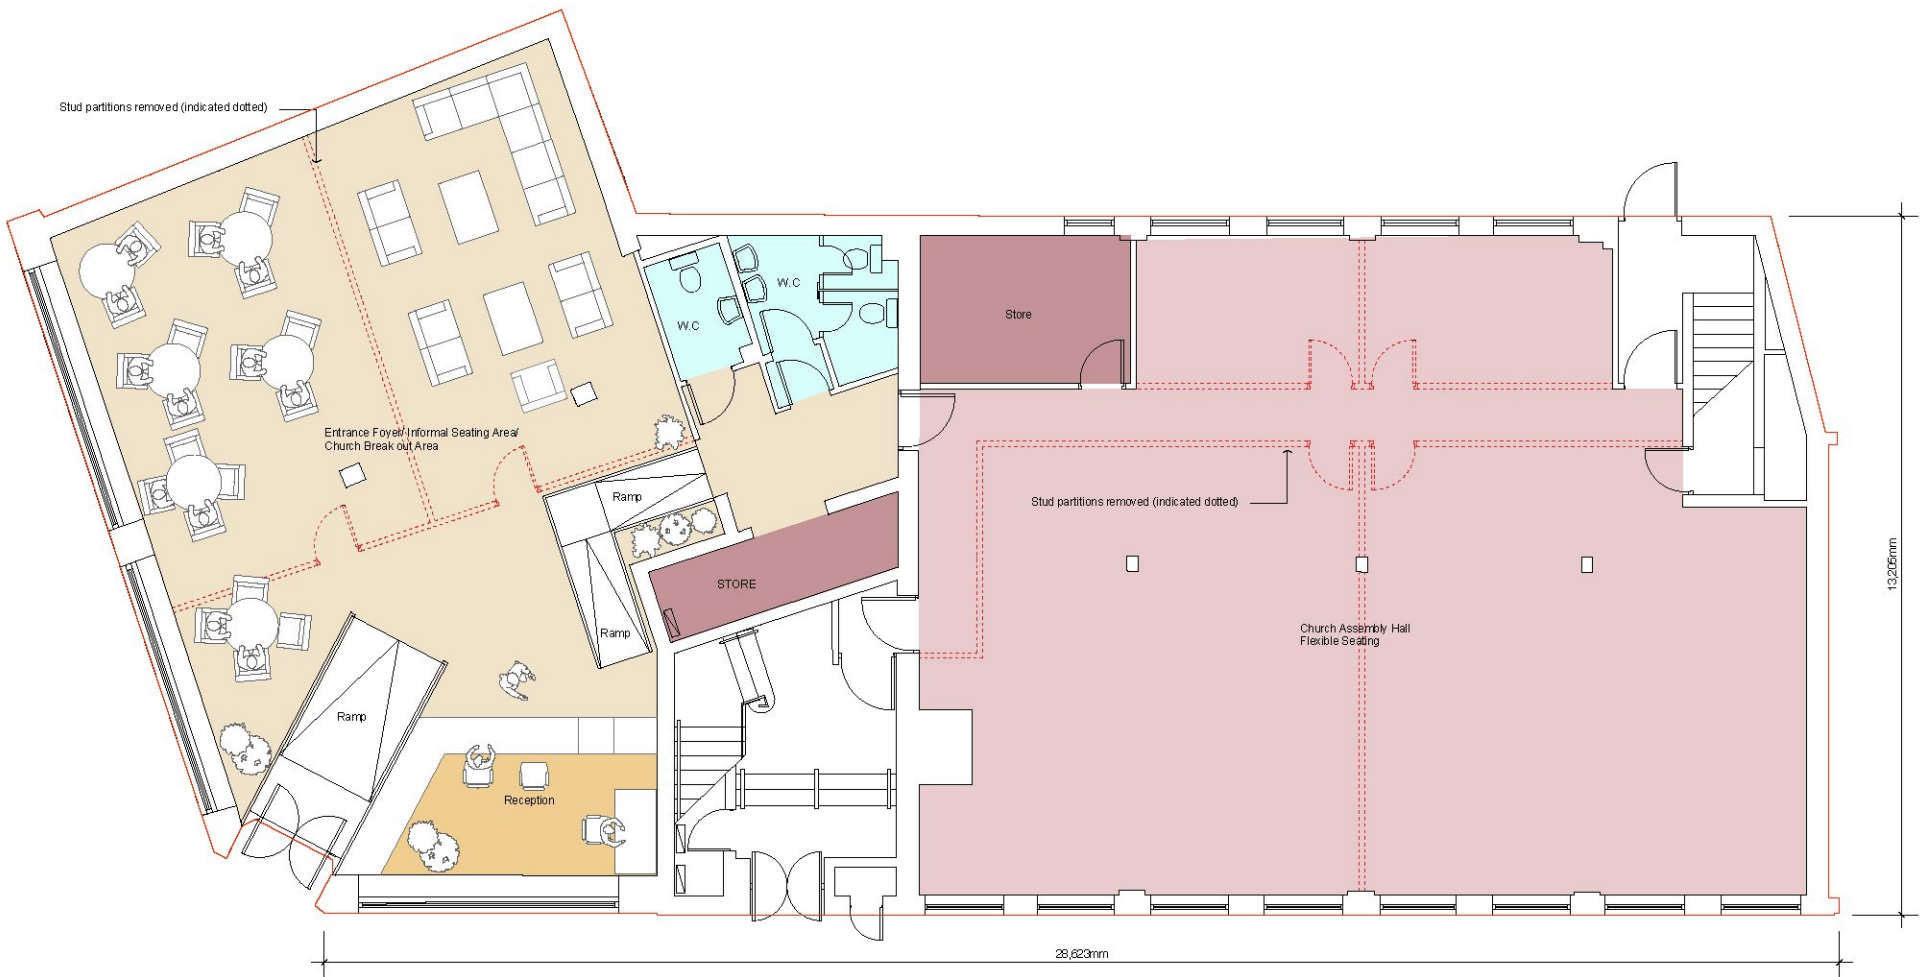 Stud partitions removed (indicated dotted)
W.C
W.C
Store
Entrance Foyer/ Informal Seating Area/
Church Break out Area
Ramp
Stud partitions removed (indicated dotted)
STORE
Ramp
Church Assembly Hall
Flexible Seating
Ramp
Reception
13,205mm
28,623mm